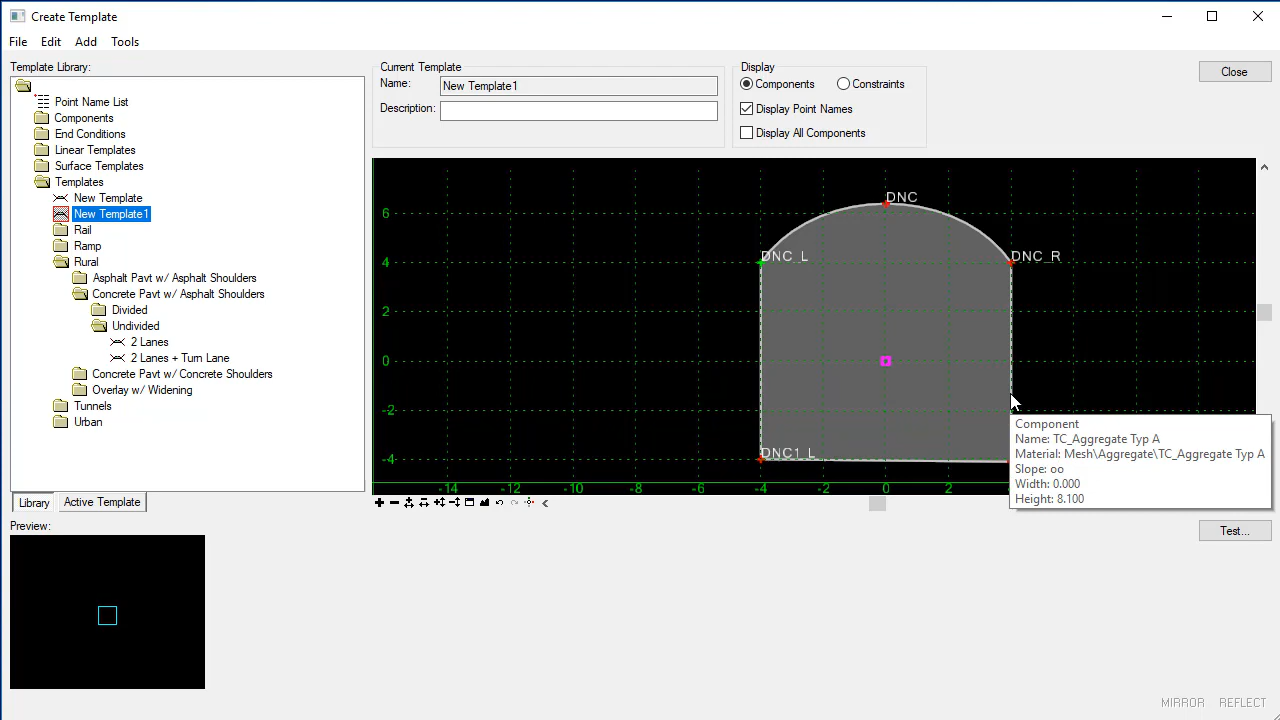 Create Template
File Edit Add Tools
Template Library:
Point Name List
Components
End Conditions
Linear Templates
Surface Templates
Templates
New Template
New Template1
Rail
Ramp
Rural
Asphalt Pavt w/ Asphalt Shoulders
Concrete Pavt w/ Asphalt Shoulders
Divided
Undivided
2 Lanes
2 Lanes + Turn Lane
Concrete Pavt w/ Concrete Shoulders
Overlay w/ Widening
Tunnels
Urban
Library Active Template
Preview:
Current Template
Name: New Template1
Description:
Display
Components Constraints
Display Point Names
Display All Components
Close
DNC
6
DNC_L DNC_R
4
2
0
-2
DNC1_L
-4
-14 -12 -10 -8 -6 -4 -2 0 2
Component
Name: TC_Aggregate Typ A
Material: Mesh\Aggregate\TC_Aggregate Typ A
Slope: oo
Width: 0.000
Height: 8.100
Test...
MIRROR REFLECT